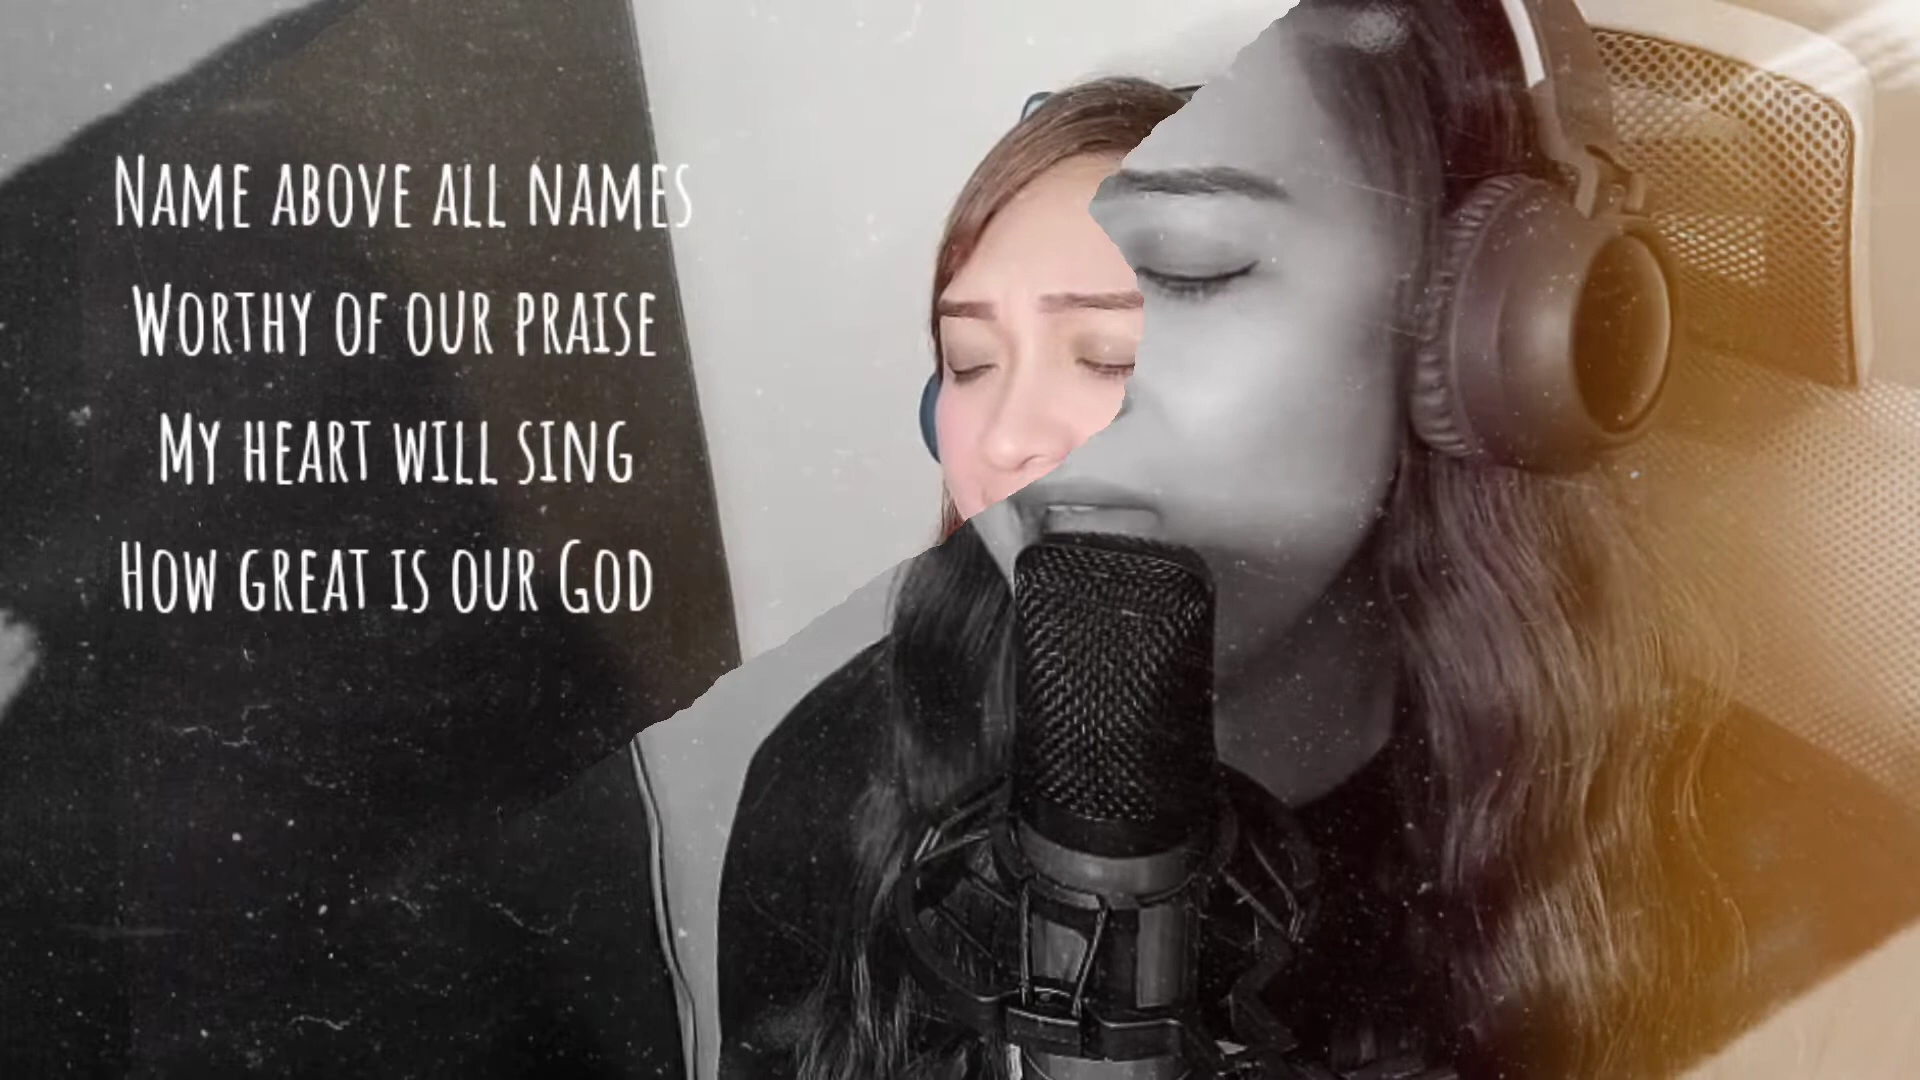 Name above all names
Worthy of our praise
My heart will sing
How great is our God